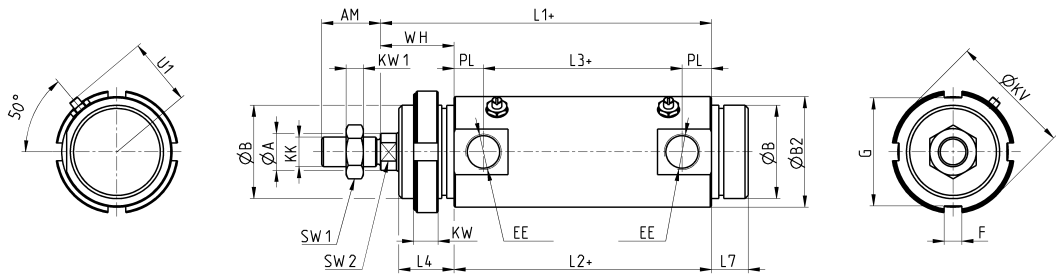 AM
L1+
WH
U1
KW1
PL
L3+
PL
ØKV
50°
ØB
ØA
KK
ØB
ØB2
G
SW1
KW
EE
EE
F
SW2
L4
L2+
L7